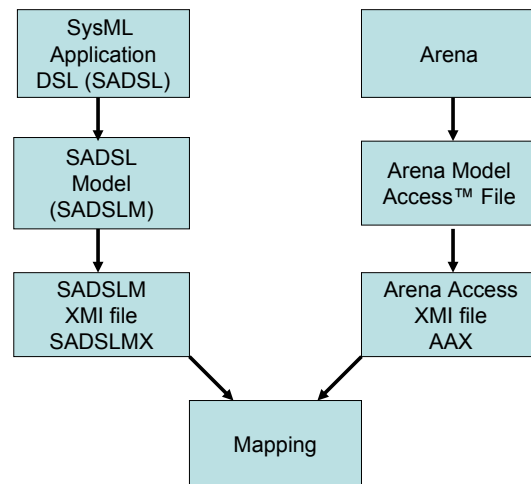 SysML
Application
DSL (SADSL)
Arena
SADSL
Model
(SADSLM)
Arena Model
Access™ File
SADSLM
XMI file
SADSLMX
Arena Access
XMI file
AAX
Mapping